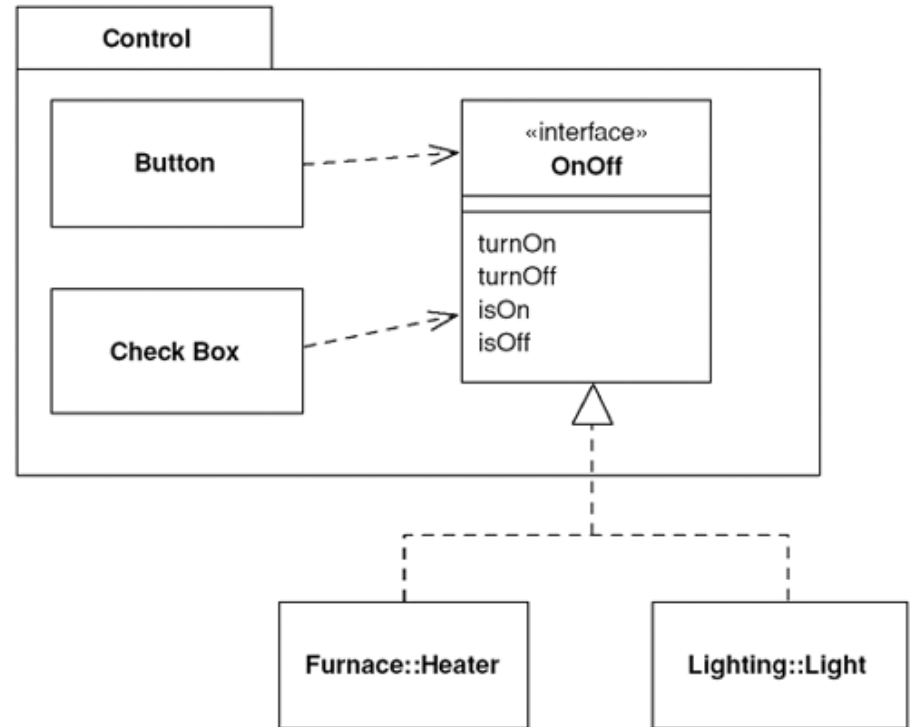 Control
Button
«interface»
OnOff
turnOn
turnOff
isOn
isOff
Check Box
Furnace::Heater
Lighting::Light